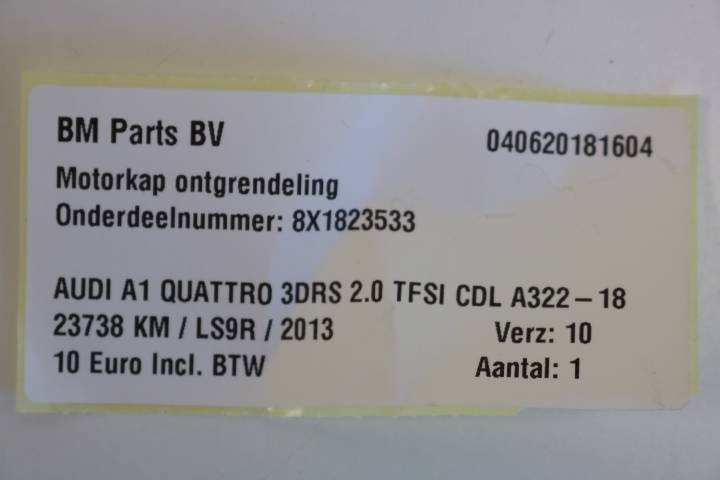 BM Parts BV 040620181604
Motorkap ontgrendeling
Onderdeelnummer: 8X1823533
AUDI A1 QUATTRO 3DRS 2.0 TFSI CDL A322-18
23738 KM / LS9R / 2013 Verz: 10
10 Euro Incl. BTW Aantal: 1